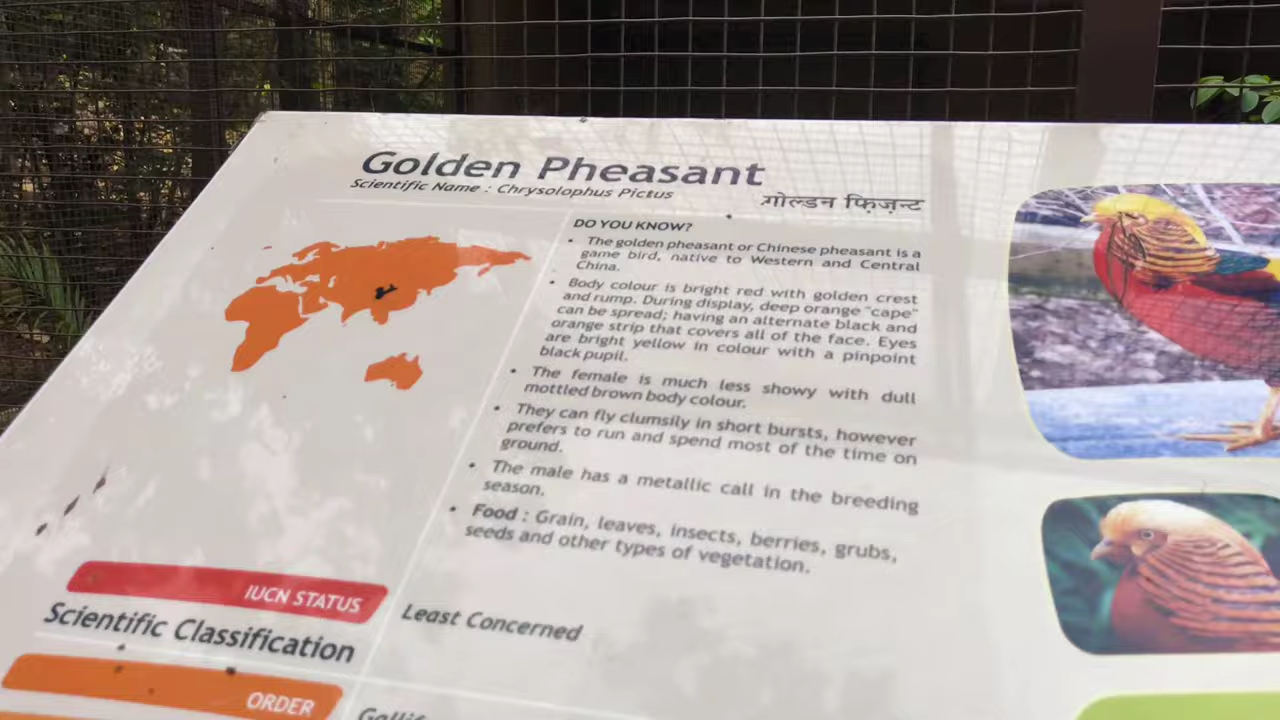 Golden Pheasant
Scientific Name : Chrysolophus Pictus
गोल्डन फ़िज़न्ट
DO YOU KNOW?
• The golden pheasant or Chinese pheasant is a
game bird, native to Western and Central
China.
• Body colour is bright red with golden crest
and rump. During display, deep orange "cape"
can be spread; having an alternate black and
orange strip that covers all of the face. Eyes
are bright yellow in colour with a pinpoint
black pupil.
• The female is much less showy with dull
mottled brown body colour.
• They can fly clumsily in short bursts, however
prefers to run and spend most of the time on
ground.
• The male has a metallic call in the breeding
season.
• Food : Grain, leaves, insects, berries, grubs,
seeds and other types of vegetation.
IUCN STATUS
Least Concerned
Scientific Classification
ORDER